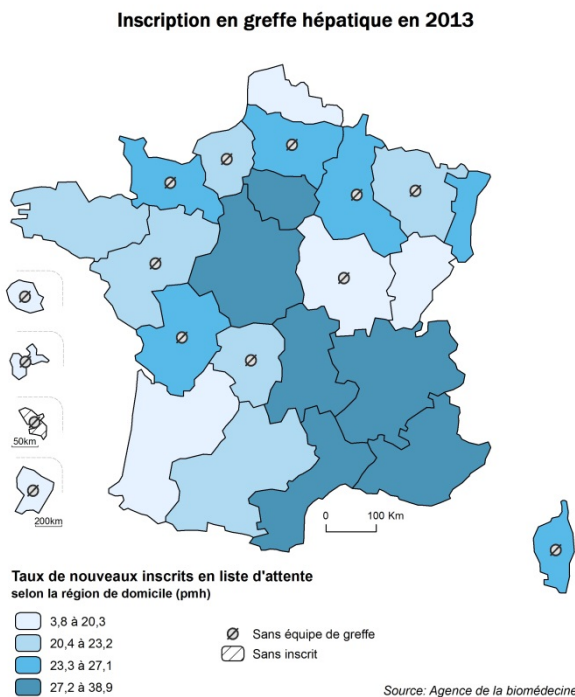 Inscription en greffe hépatique en 2013
50km
200km
0 100 Km
Taux de nouveaux inscrits en liste d'attente
selon la région de domicile (pmh)
3,8 à 20,3
20,4 à 23,2
23,3 à 27,1
27,2 à 38,9
Sans équipe de greffe
Sans inscrit
Source: Agence de la biomédecine